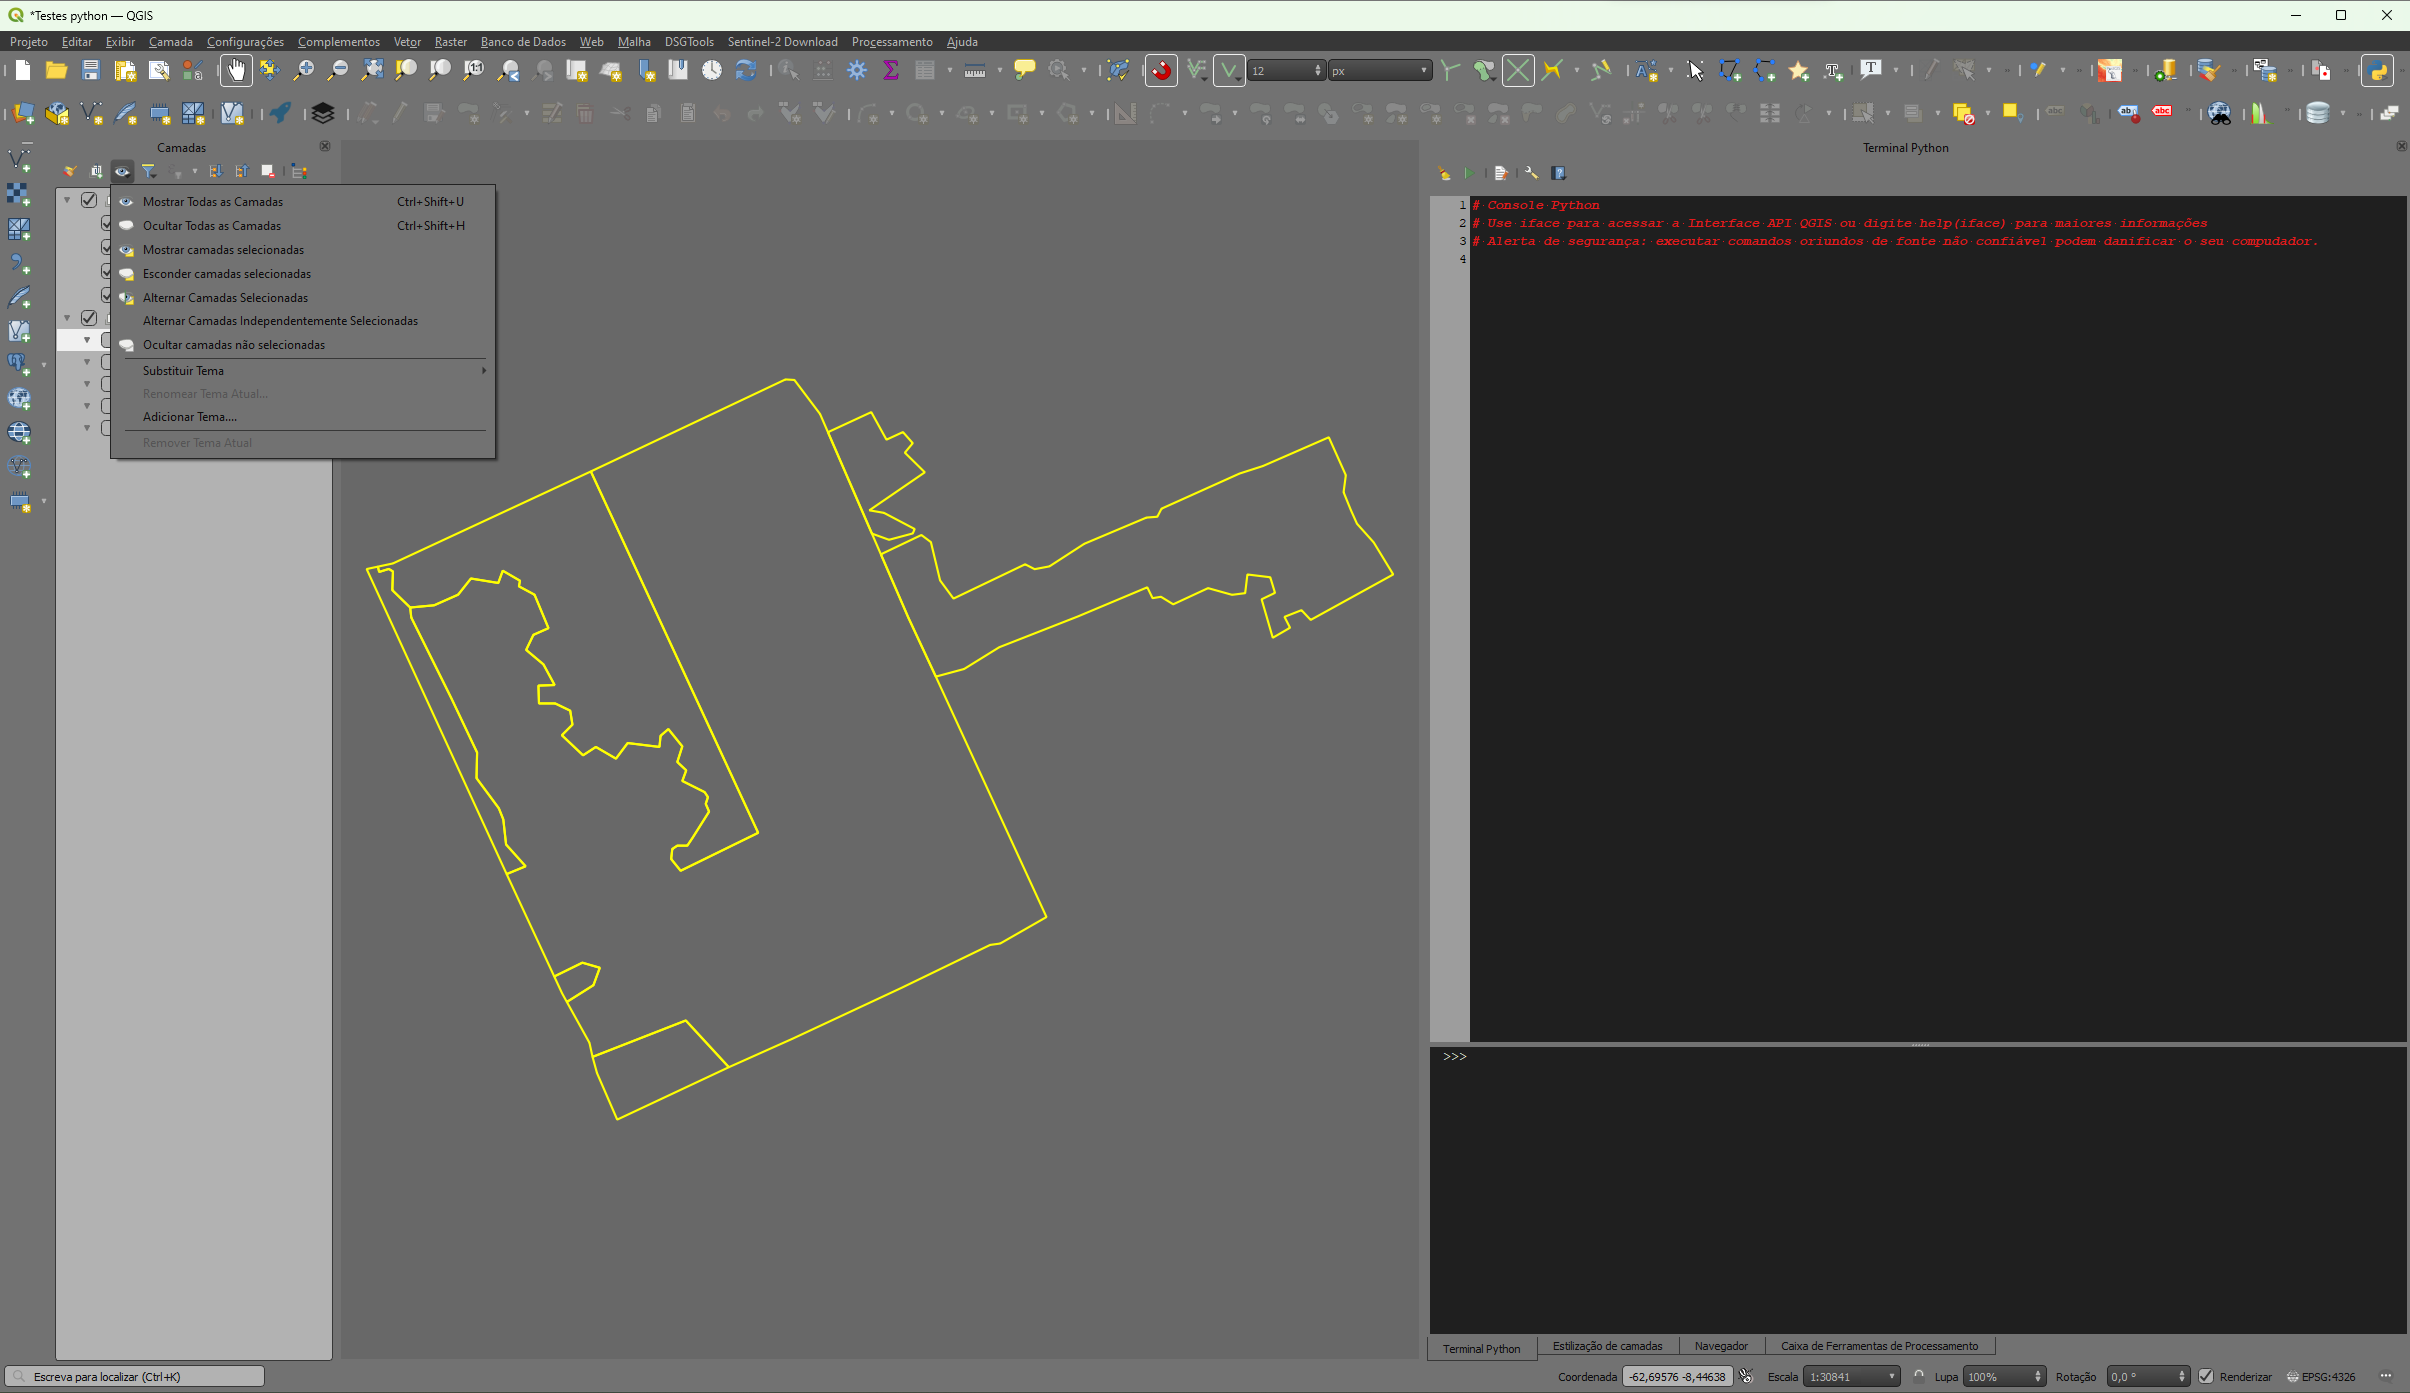 *Testes python — QGIS
Projeto Editar Exibir Camada Configurações Complementos Vetor Raster Banco de Dados Web Malha DSGTools Sentinel-2 Download Processamento Ajuda
12 px
Camadas
Mostrar Todas as Camadas Ctrl+Shift+U
Ocultar Todas as Camadas Ctrl+Shift+H
Mostrar camadas selecionadas
Esconder camadas selecionadas
Alternar Camadas Selecionadas
Alternar Camadas Independentemente Selecionadas
Ocultar camadas não selecionadas
Substituir Tema
Renomear Tema Atual...
Adicionar Tema....
Remover Tema Atual
Terminal Python
1 # Console Python
2 # Use iface para acessar a Interface API QGIS ou digite help(iface) para maiores informações
3 # Alerta de segurança: executar comandos oriundos de fonte não confiável podem danificar o seu compudador.
4
>>>
Terminal Python Estilização de camadas Navegador Caixa de Ferramentas de Processamento
Escreva para localizar (Ctrl+K)
Coordenada -62,69576 -8,44638 Escala 1:30841 Lupa 100% Rotação 0,0 ° Renderizar EPSG:4326